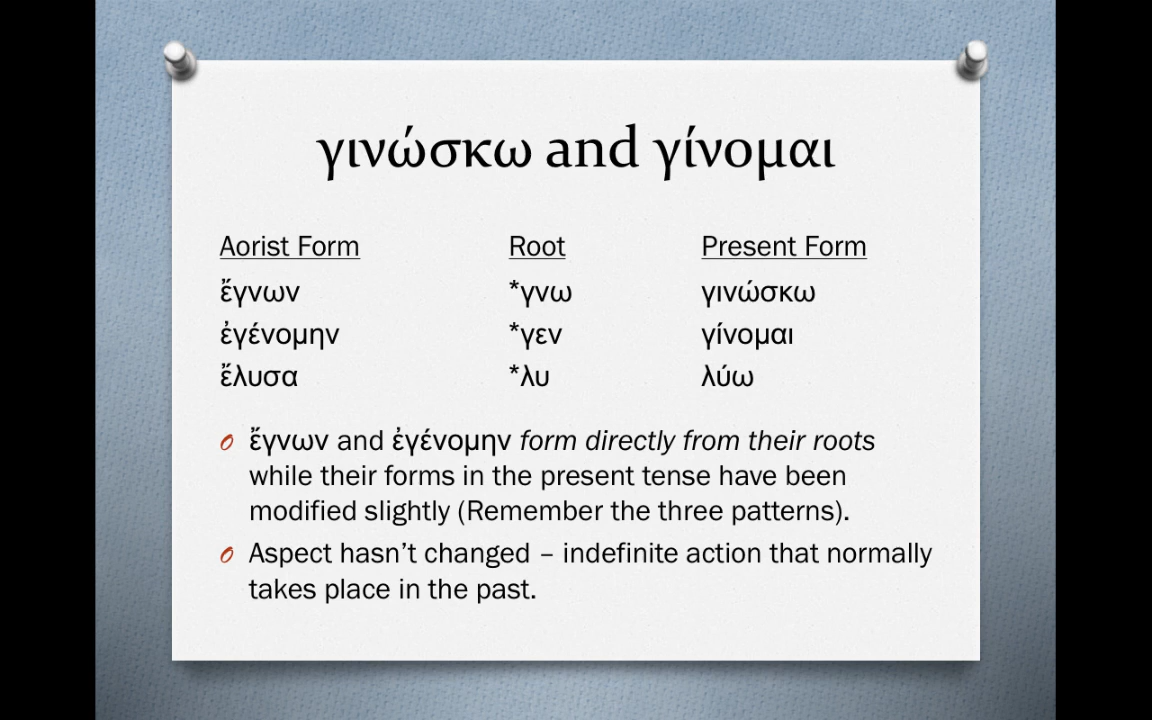 γινώσκω and γίνομαι
Aorist Form Root Present Form
ἔγνων *γνω γινώσκω
ἐγένομην *γεν γίνομαι
ἔλυσα *λυ λύω
ἔγνων and ἐγένομην form directly from their roots
while their forms in the present tense have been
modified slightly (Remember the three patterns).
Aspect hasn’t changed – indefinite action that normally
takes place in the past.